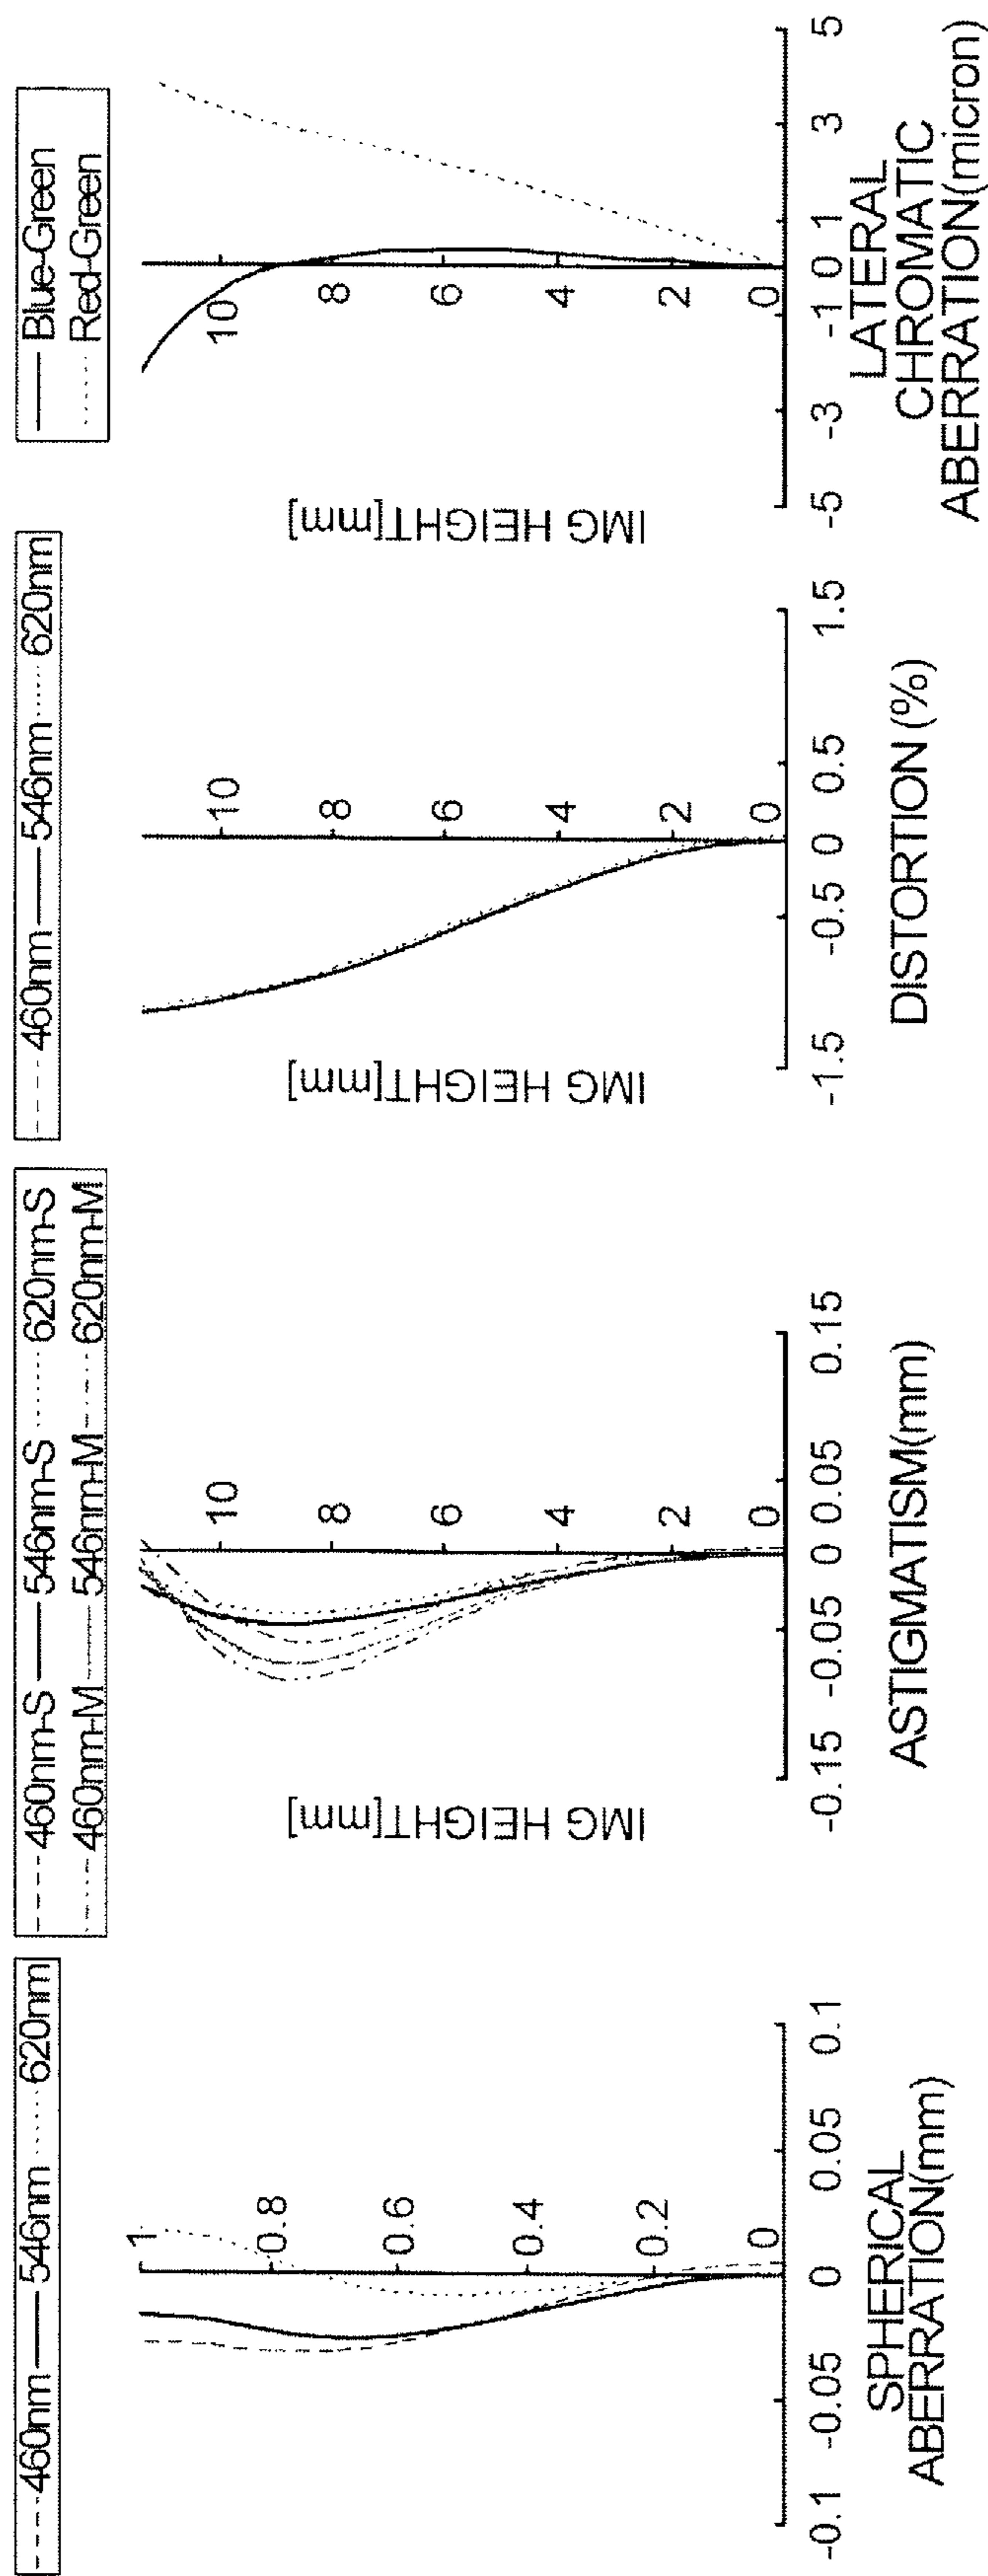 --- 460nm — 546nm ······ 620nm
1
0.8
0.6
0.4
0.2
0
-0.1 -0.05 0 0.05 0.1
SPHERICAL
ABERRATION(mm)
--- 460nm-S — 546nm-S ······ 620nm-S
-·-· 460nm-M — 546nm-M -·-· 620nm-M
IMG HEIGHT[mm]
10
8
6
4
2
0
-0.15 -0.05 0 0.05 0.15
ASTIGMATISM(mm)
--- 460nm — 546nm ······ 620nm
IMG HEIGHT[mm]
10
8
6
4
2
0
-1.5 -0.5 0 0.5 1.5
DISTORTION (%)
— Blue-Green
······ Red-Green
IMG HEIGHT[mm]
10
8
6
4
2
0
-5 -3 -1 0 1 3 5
LATERAL
CHROMATIC
ABERRATION(micron)